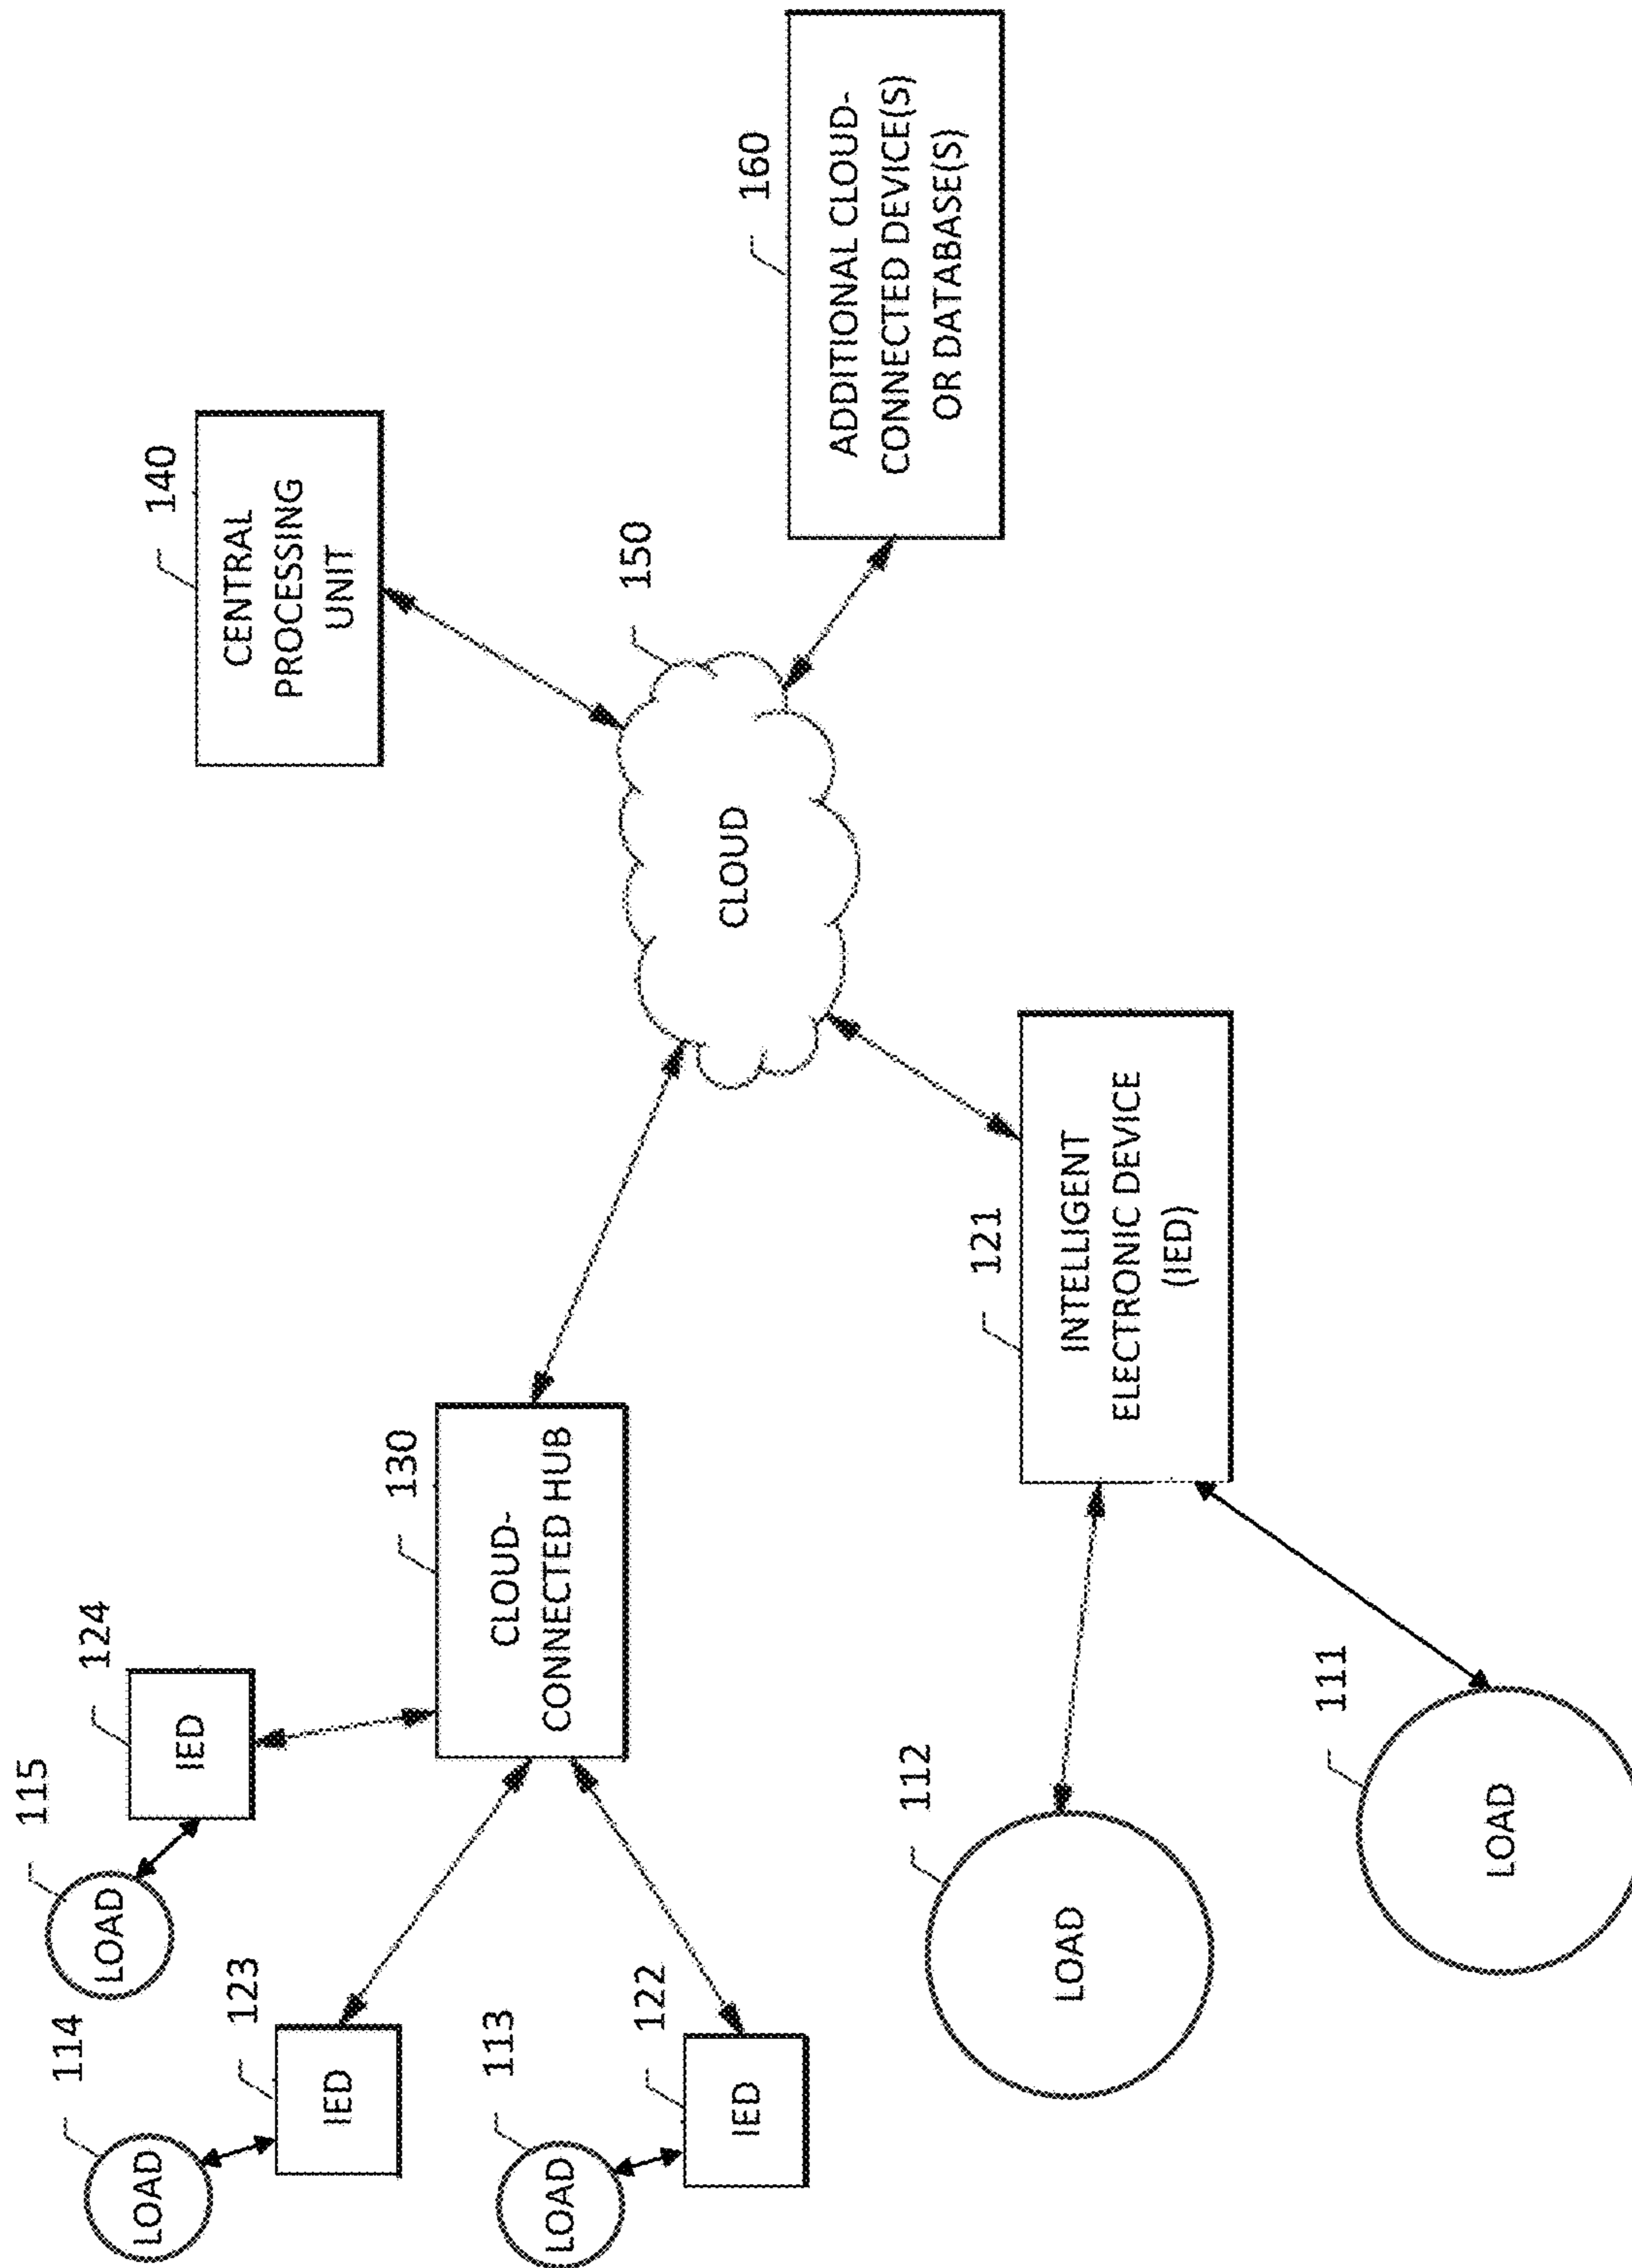 115
LOAD
124
IED
114
LOAD
123
IED
113
LOAD
122
IED
130
CLOUD-
CONNECTED HUB
140
CENTRAL
PROCESSING
UNIT
150
CLOUD
160
ADDITIONAL CLOUD-
CONNECTED DEVICE(S)
OR DATABASE(S)
112
LOAD
121
INTELLIGENT
ELECTRONIC DEVICE
(IED)
111
LOAD